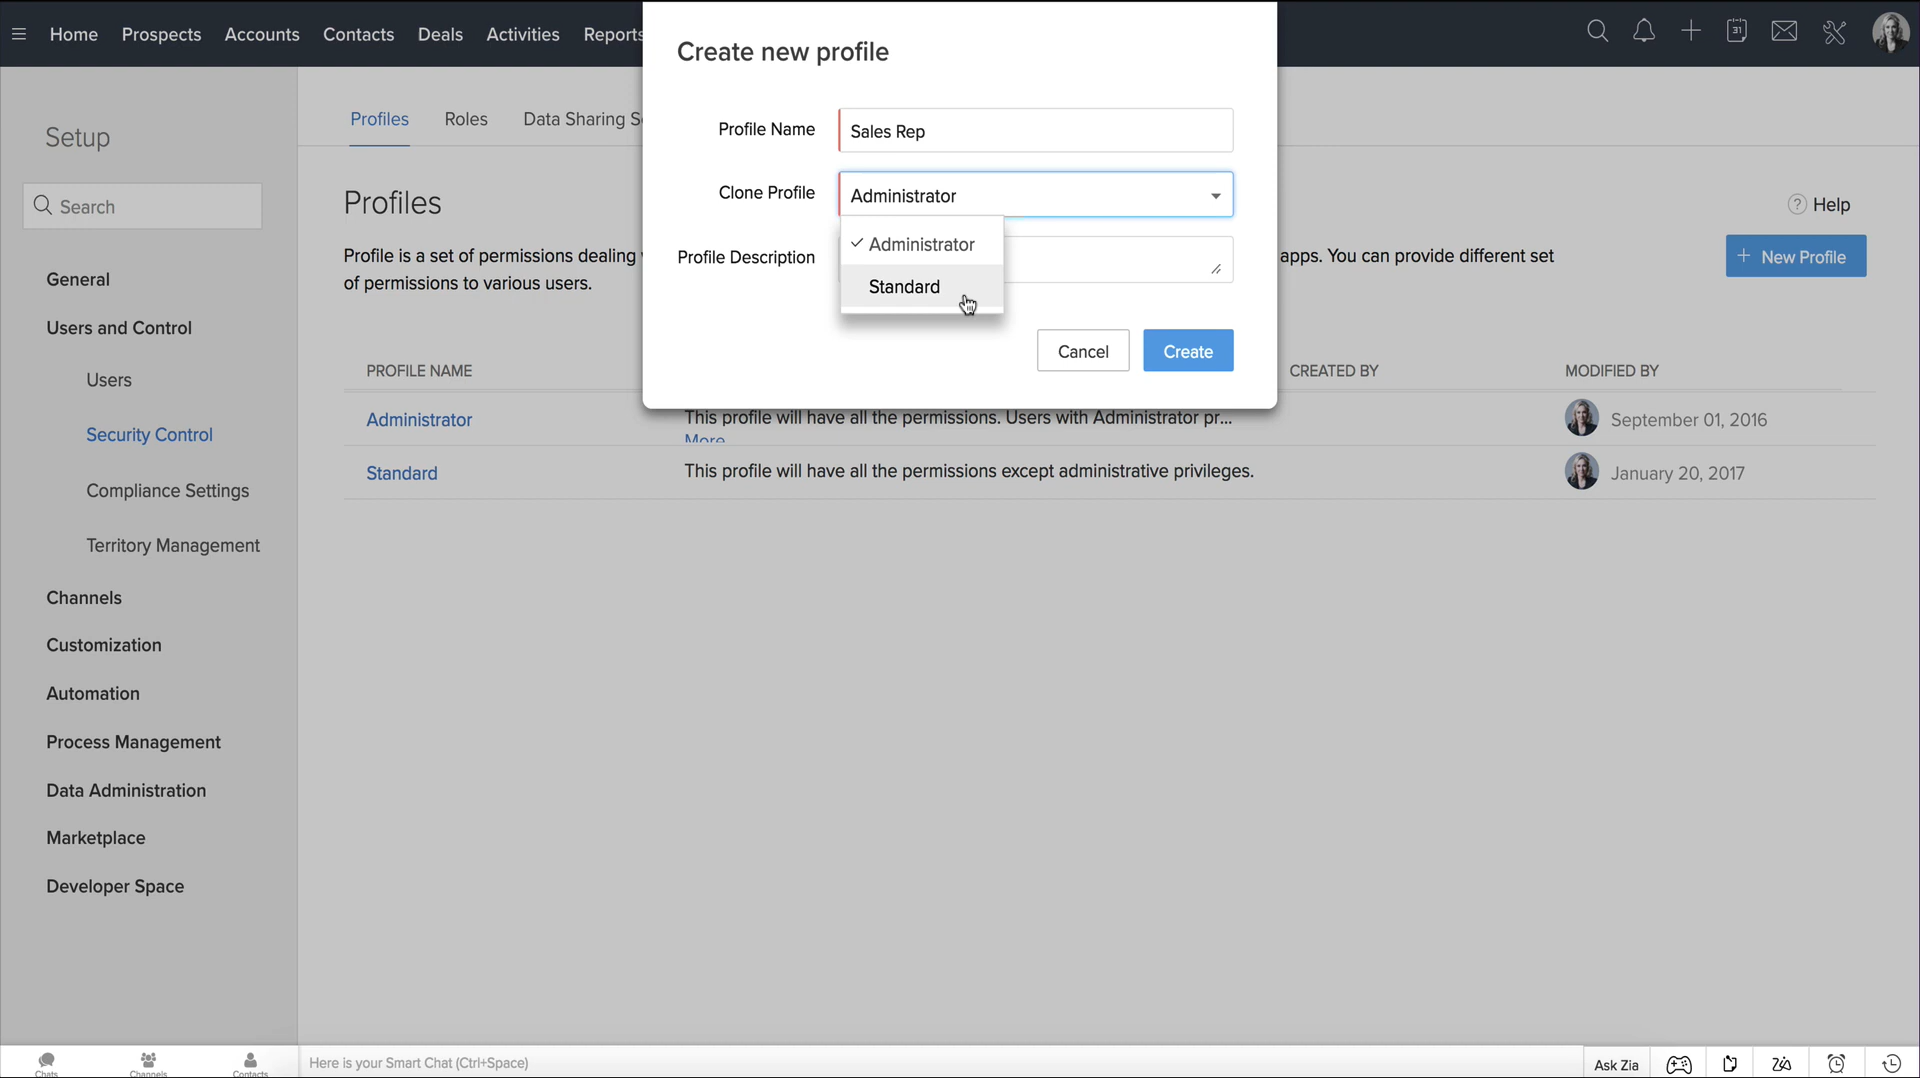 Home Prospects Accounts Contacts Deals Activities Reports
31
Create new profile
Profile Name Sales Rep
Clone Profile Administrator
Administrator
Standard
Profile Description
Cancel Create
Setup
Search
General
Users and Control
Users
Security Control
Compliance Settings
Territory Management
Channels
Customization
Automation
Process Management
Data Administration
Marketplace
Developer Space
Profiles Roles Data Sharing S
Profiles
? Help
Profile is a set of permissions dealing apps. You can provide different set
of permissions to various users.
+ New Profile
PROFILE NAME CREATED BY MODIFIED BY
Administrator This profile will have all the permissions. Users with Administrator pr... September 01, 2016
More
Standard This profile will have all the permissions except administrative privileges. January 20, 2017
Chats Channels Contacts Here is your Smart Chat (Ctrl+Space) Ask Zia